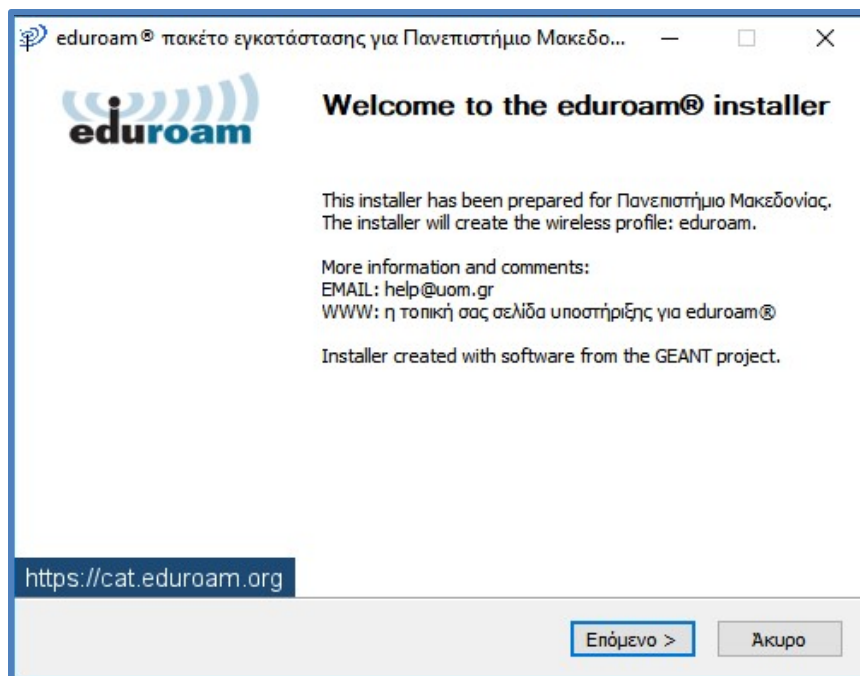 eduroam® πακέτο εγκατάστασης για Πανεπιστήμιο Μακεδο...
eduroam
Welcome to the eduroam® installer
This installer has been prepared for Πανεπιστήμιο Μακεδονίας.
The installer will create the wireless profile: eduroam.
More information and comments:
EMAIL: help@uom.gr
WWW: η τοπική σας σελίδα υποστήριξης για eduroam®
Installer created with software from the GEANT project.
https://cat.eduroam.org
Επόμενο >
Άκυρο